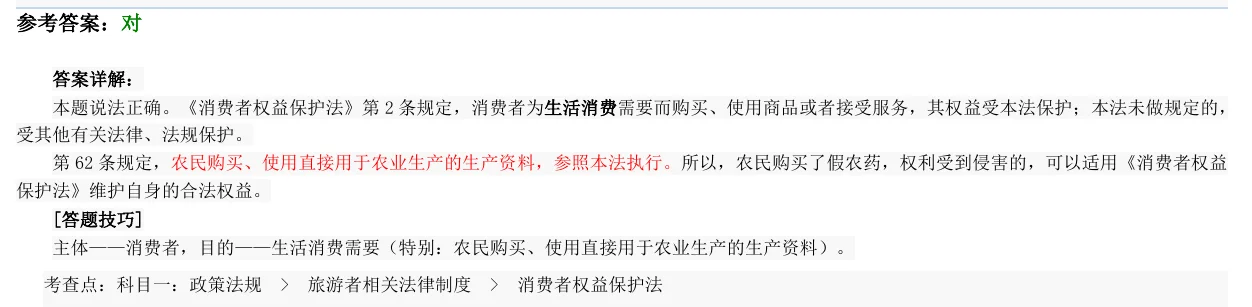 参考答案：对
答案详解：
本题说法正确。《消费者权益保护法》第 2 条规定，消费者为生活消费需要而购买、使用商品或者接受服务，其权益受本法保护；本法未做规定的，
受其他有关法律、法规保护。
第 62 条规定，农民购买、使用直接用于农业生产的生产资料，参照本法执行。所以，农民购买了假农药，权利受到侵害的，可以适用《消费者权益
保护法》维护自身的合法权益。
[答题技巧]
主体——消费者，目的——生活消费需要（特别：农民购买、使用直接用于农业生产的生产资料）。
考查点：科目一：政策法规 > 旅游者相关法律制度 > 消费者权益保护法